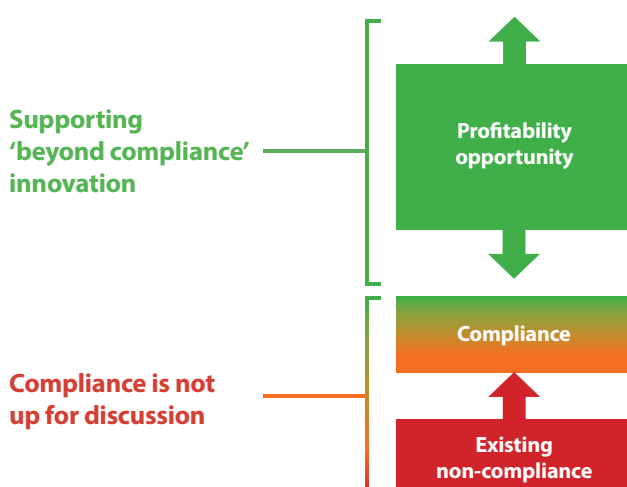 Supporting
‘beyond compliance’
innovation
Profitability
opportunity
Compliance
Compliance is not
up for discussion
Existing
non-compliance